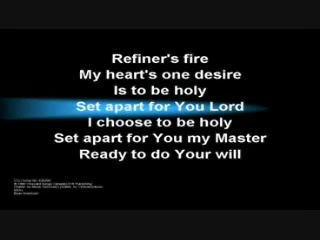 Refiner's fire
My heart's one desire
Is to be holy
Set apart for You Lord
I choose to be holy
Set apart for You my Master
Ready to do Your will